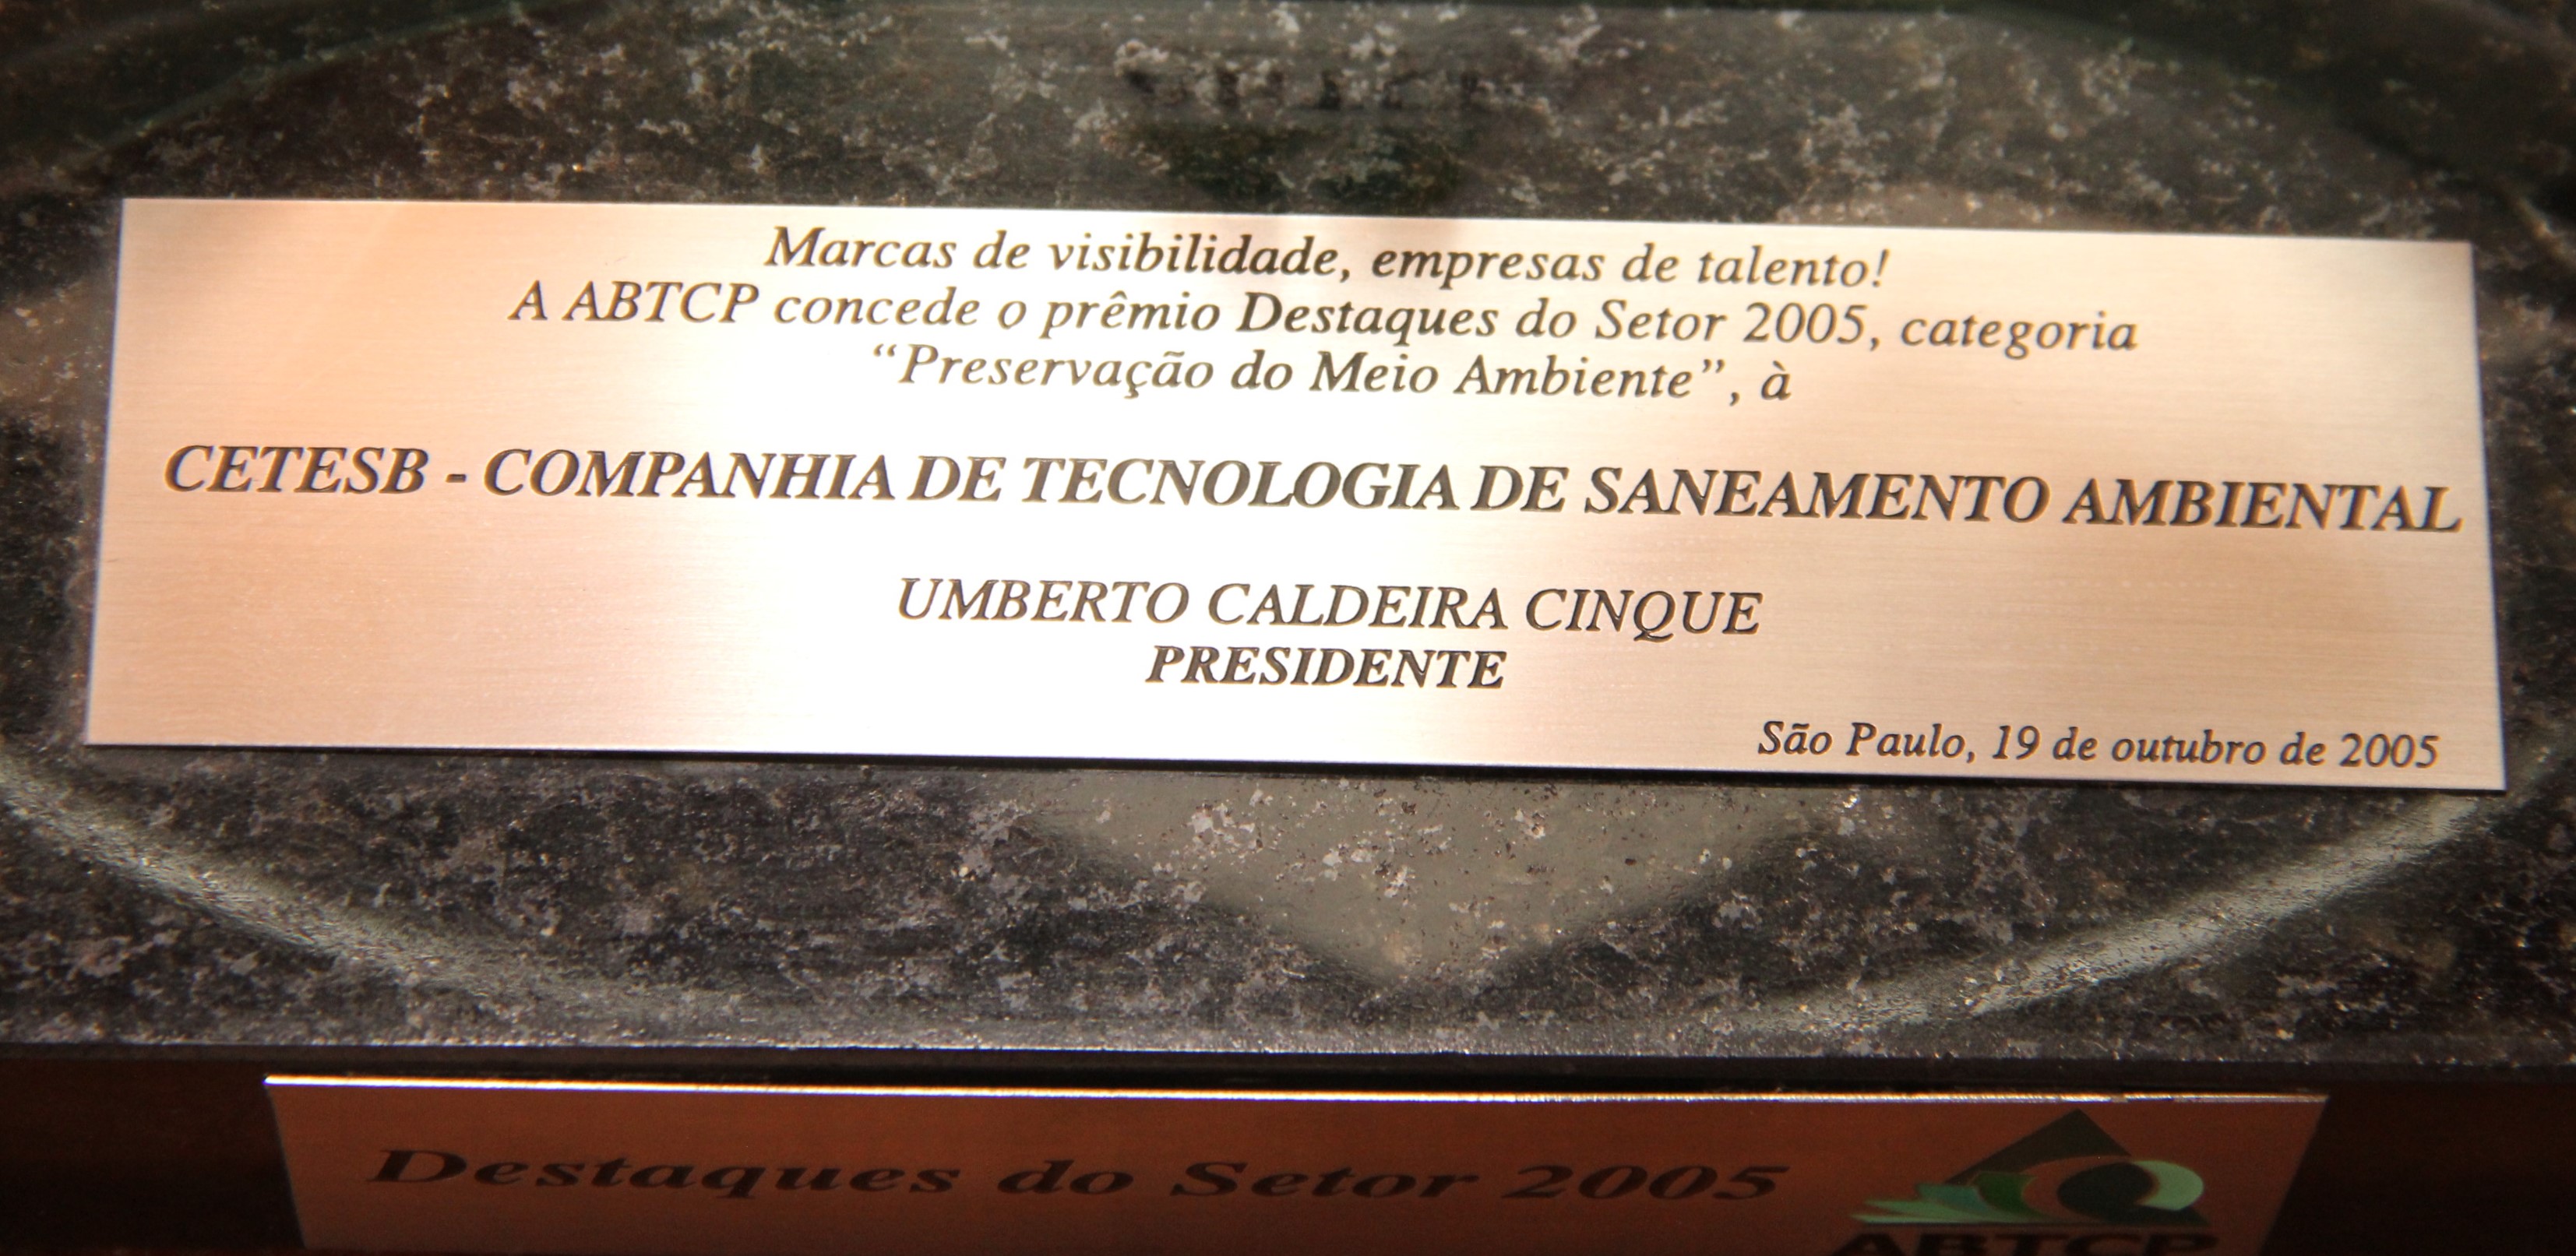 Marcas de visibilidade, empresas de talento!
A ABTCP concede o prêmio Destaques do Setor 2005, categoria
“Preservação do Meio Ambiente”, à
CETESB - COMPANHIA DE TECNOLOGIA DE SANEAMENTO AMBIENTAL
UMBERTO CALDEIRA CINQUE
PRESIDENTE
São Paulo, 19 de outubro de 2005
Destaques do Setor 2005
ABTCP